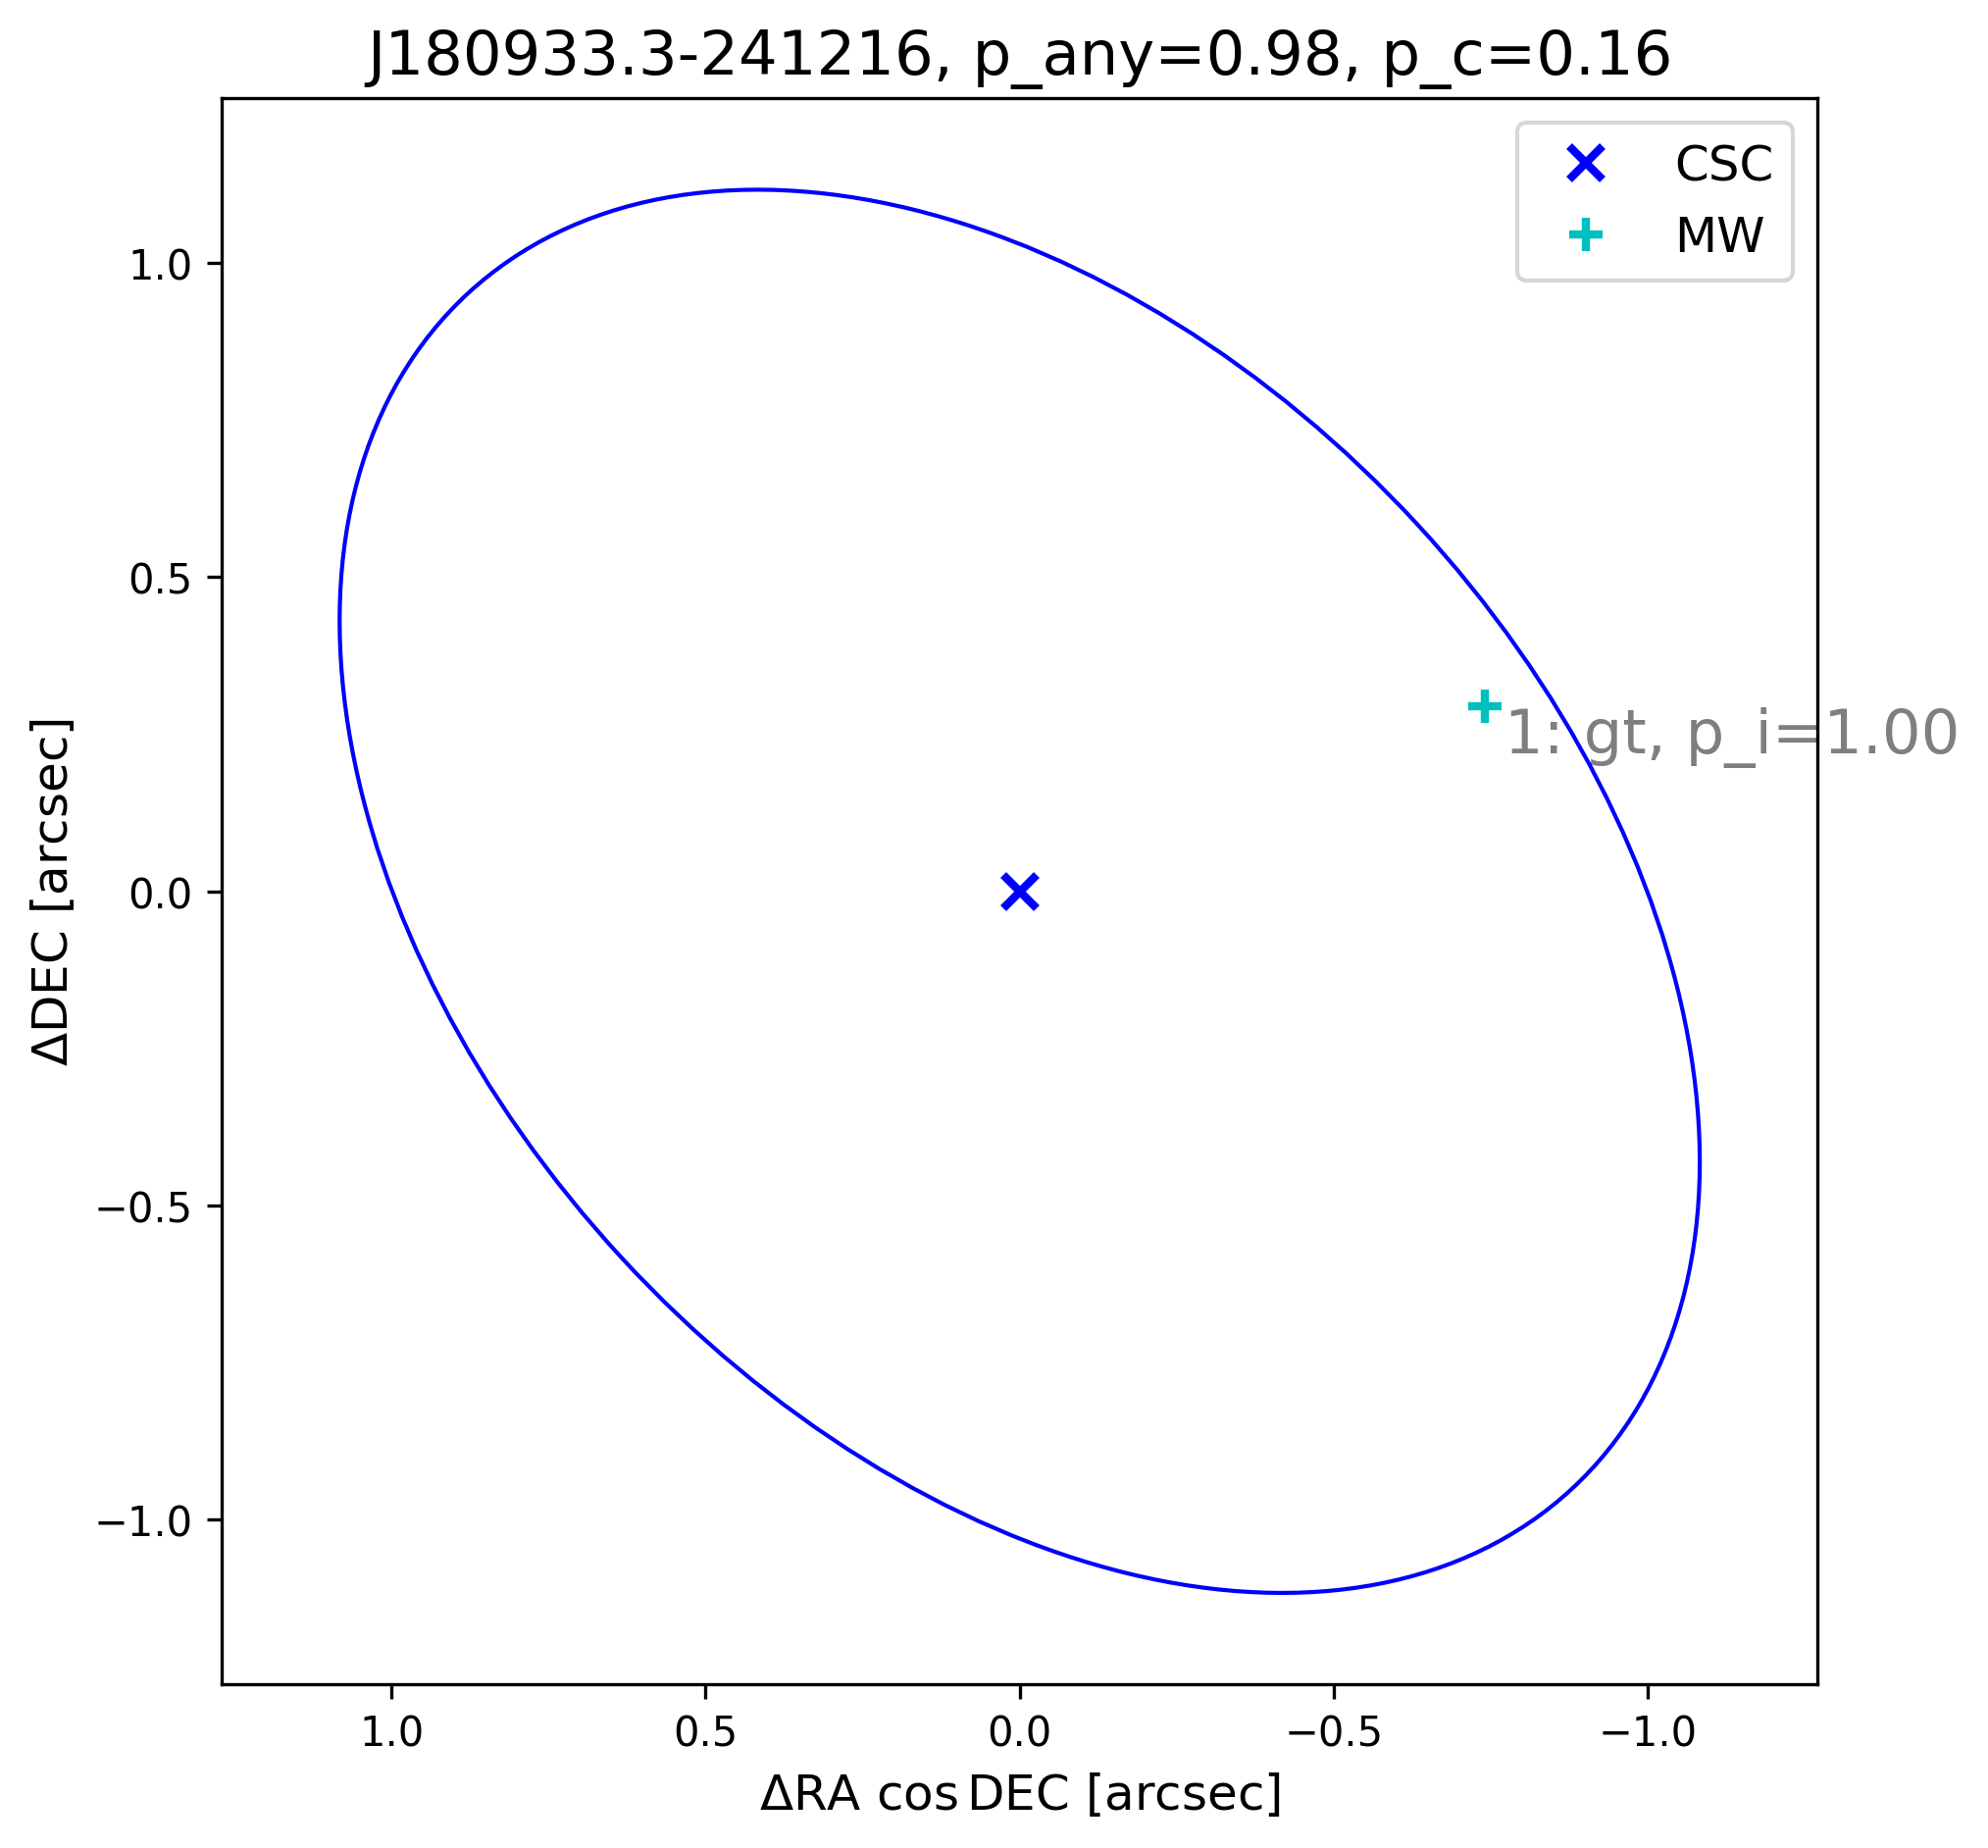 J180933.3-241216, p_any=0.98, p_c=0.16
CSC
MW
1.0
0.5
0.0
−0.5
−1.0
ΔDEC [arcsec]
1: gt, p_i=1.00
1.0 0.5 0.0 −0.5 −1.0
ΔRA cos DEC [arcsec]